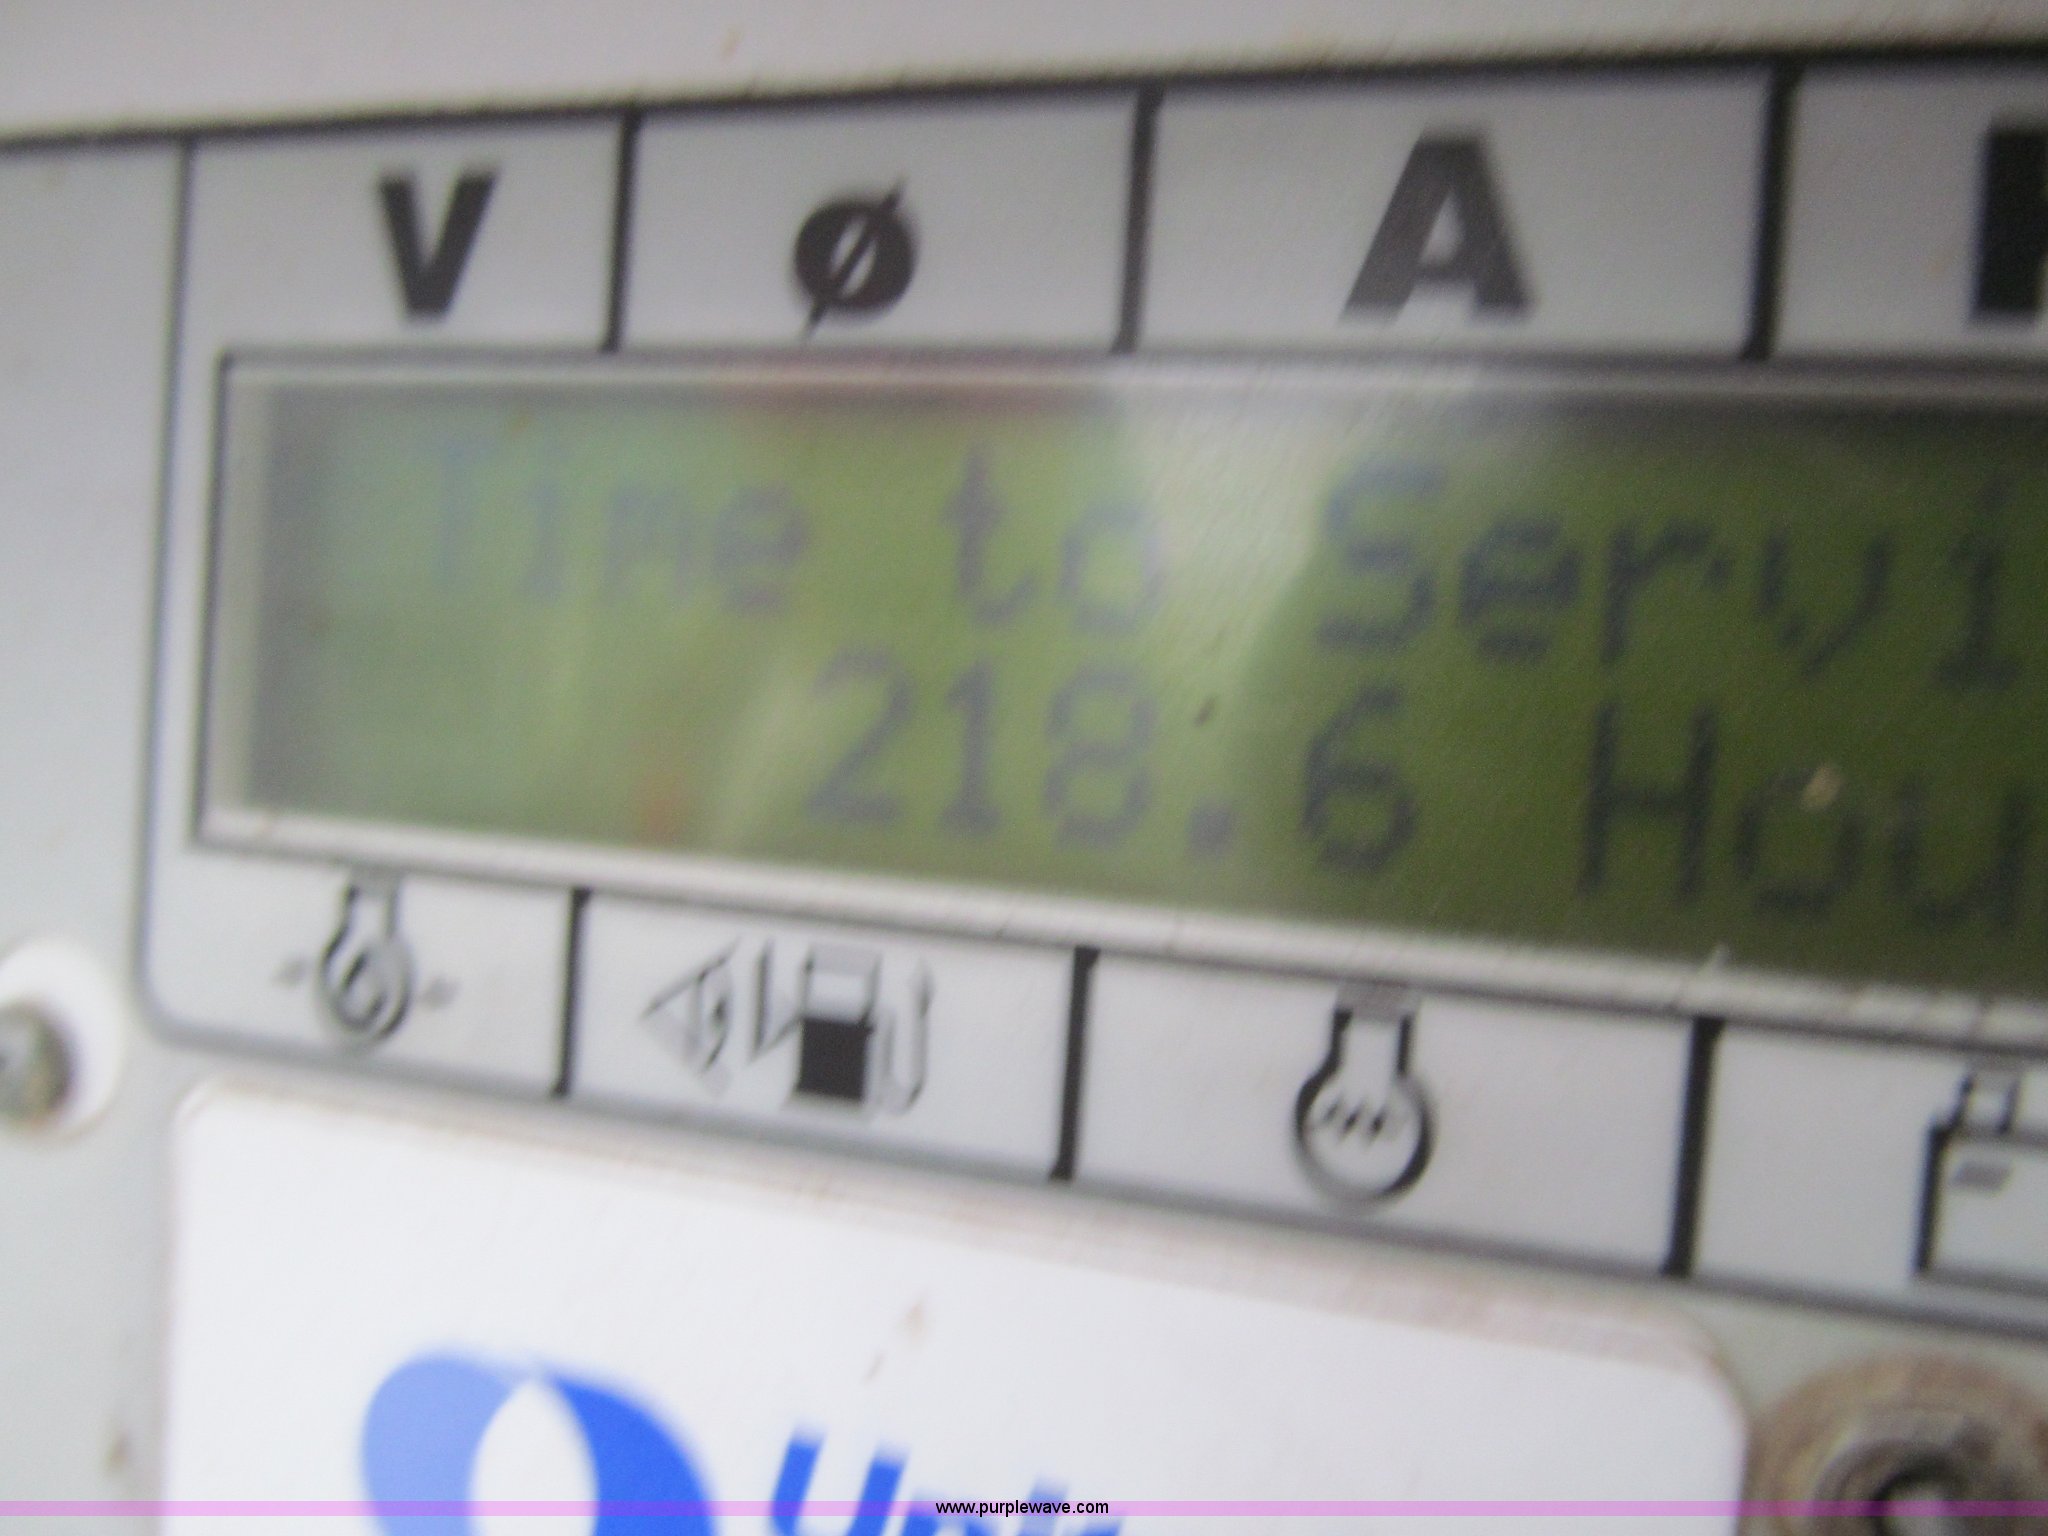 V ø A
Time to Servi
218.6 Hou
www.purplewave.com